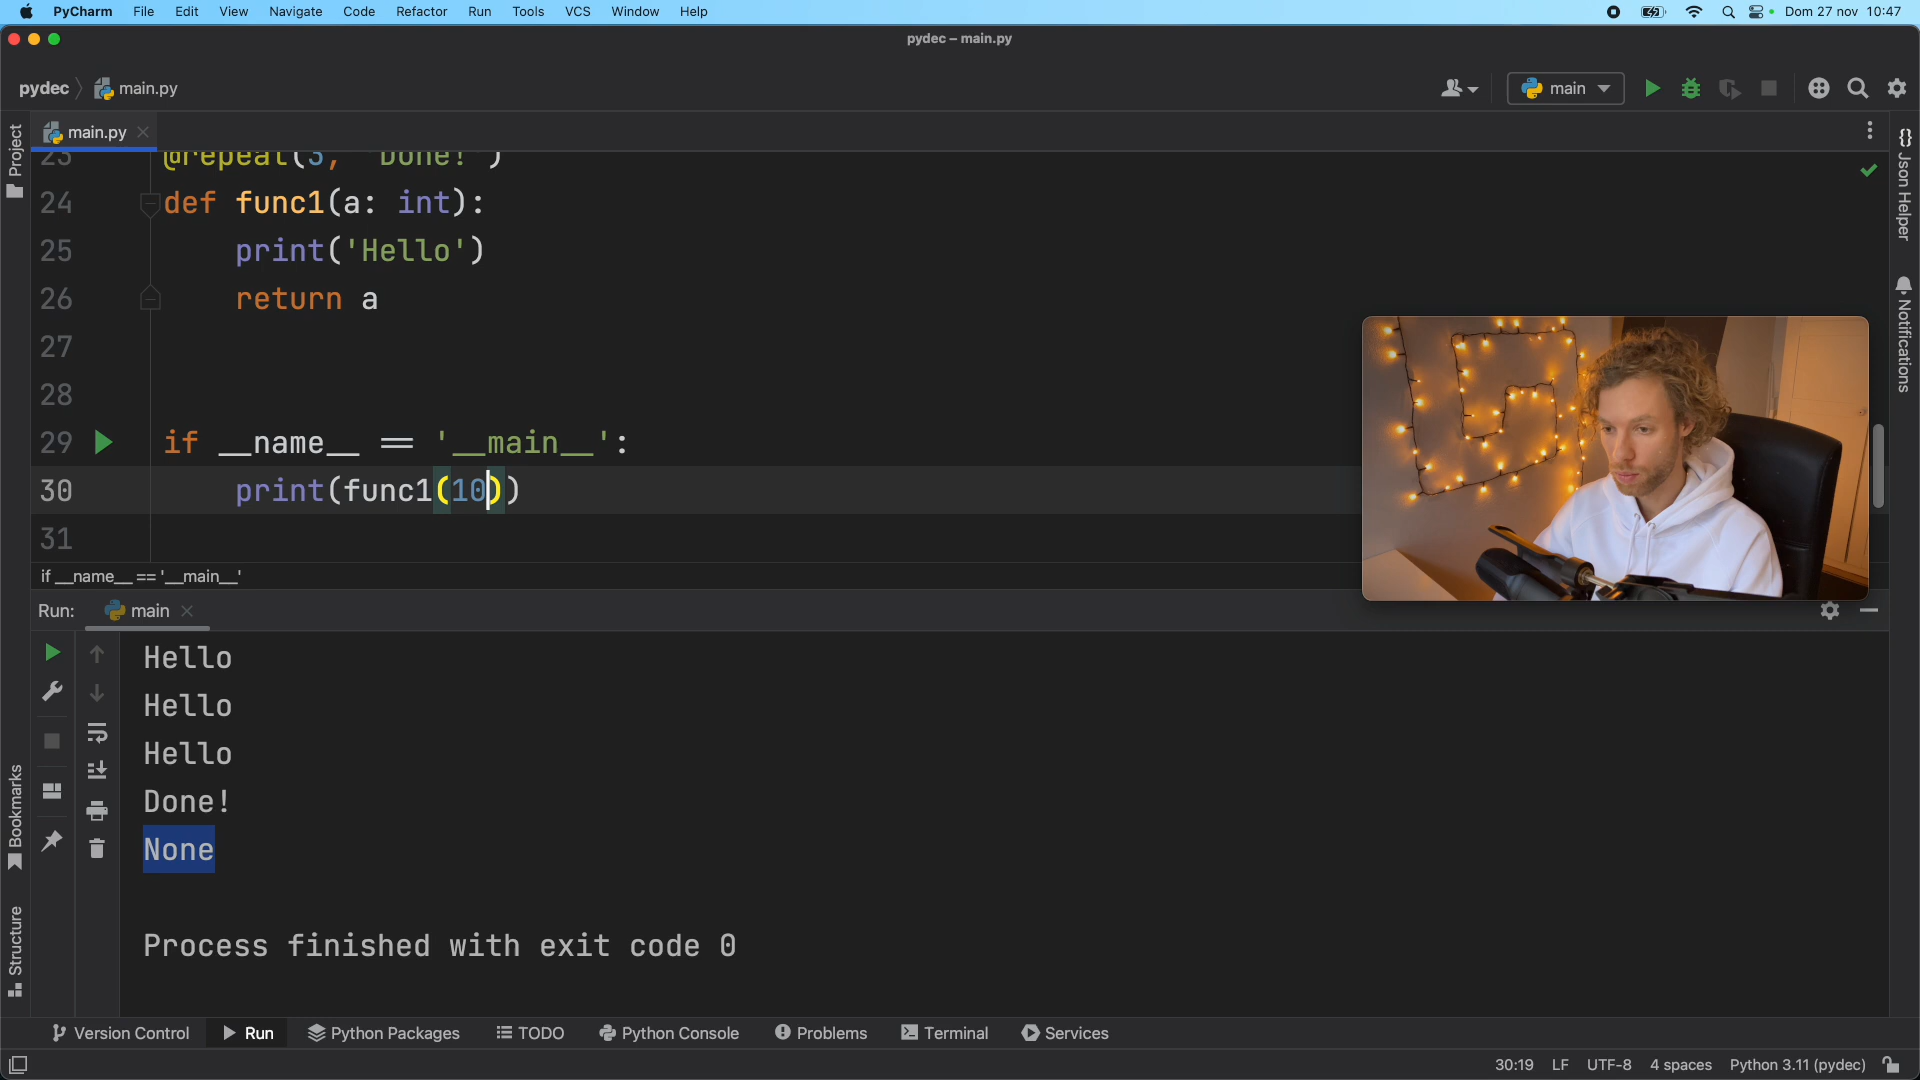 PyCharm File Edit View Navigate Code Refactor Run Tools VCS Window Help Dom 27 nov 10:47
pydec – main.py
pydec main.py main
main.py
23 @repeat(3, 'Done!')
24 def func1(a: int):
25 print('Hello')
26 return a
27
28
29 if __name__ == '__main__':
30 print(func1(10))
31
if __name__ == '__main__'
Run: main
Hello
Hello
Hello
Done!
None
Process finished with exit code 0
Project
Bookmarks
Structure
{} Json Helper
Notifications
Version Control Run Python Packages TODO Python Console Problems Terminal Services
30:19 LF UTF-8 4 spaces Python 3.11 (pydec)